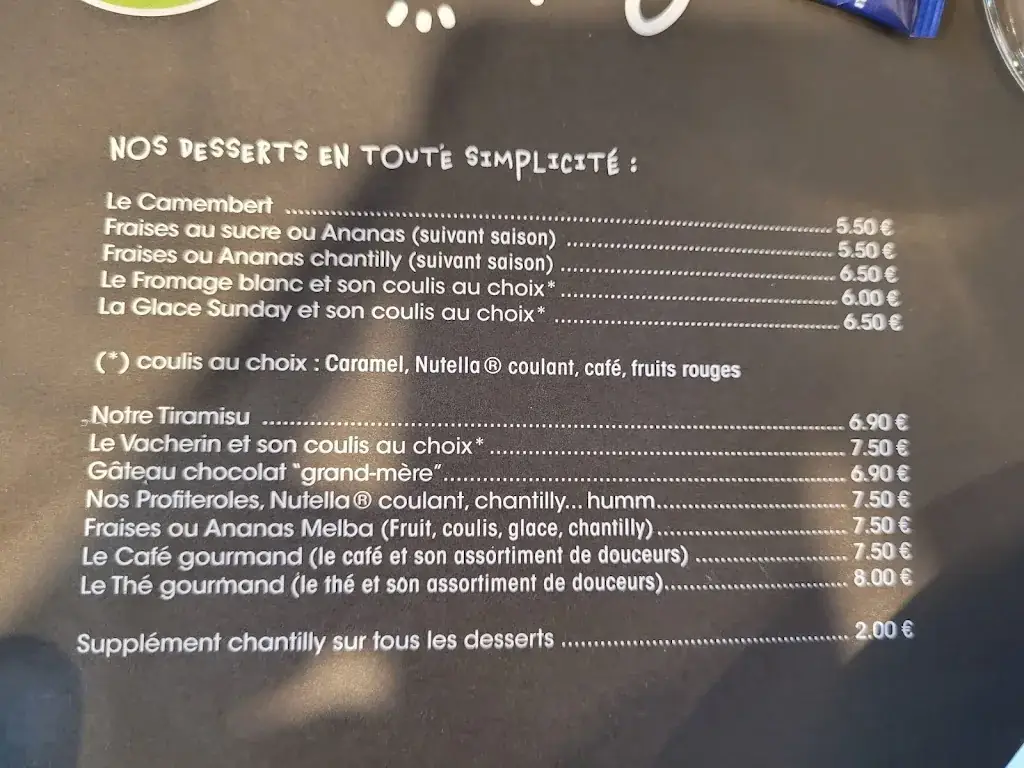 NOS DESSERTS EN TOUTE SIMPLICITÉ :
Le Camembert ........ 5.50 €
Fraises au sucre ou Ananas (suivant saison) ........ 5.50 €
Fraises ou Ananas chantilly (suivant saison) ........ 6.50 €
Le Fromage blanc et son coulis au choix* ........ 6.00 €
La Glace Sunday et son coulis au choix* ........ 6.50 €
(*) coulis au choix : Caramel, Nutella® coulant, café, fruits rouges
Notre Tiramisu ........ 6.90 €
Le Vacherin et son coulis au choix* ........ 7.50 €
Gâteau chocolat "grand-mère" ........ 6.90 €
Nos Profiteroles, Nutella® coulant, chantilly... humm ........ 7.50 €
Fraises ou Ananas Melba (Fruit, coulis, glace, chantilly) ........ 7.50 €
Le Café gourmand (le café et son assortiment de douceurs) ........ 7.50 €
Le Thé gourmand (le thé et son assortiment de douceurs) ........ 8.00 €
Supplément chantilly sur tous les desserts ........ 2.00 €